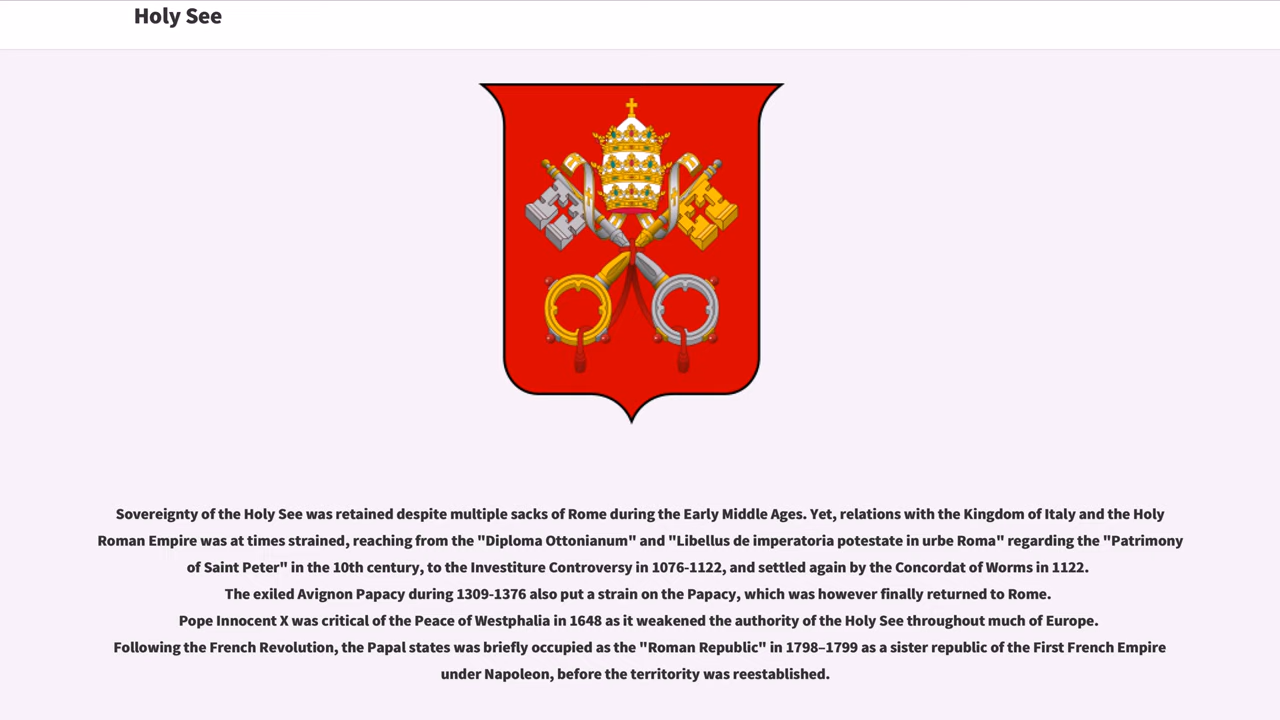 Holy See
Sovereignty of the Holy See was retained despite multiple sacks of Rome during the Early Middle Ages. Yet, relations with the Kingdom of Italy and the Holy
Roman Empire was at times strained, reaching from the "Diploma Ottonianum" and "Libellus de imperatoria potestate in urbe Roma" regarding the "Patrimony
of Saint Peter" in the 10th century, to the Investiture Controversy in 1076-1122, and settled again by the Concordat of Worms in 1122.
The exiled Avignon Papacy during 1309-1376 also put a strain on the Papacy, which was however finally returned to Rome.
Pope Innocent X was critical of the Peace of Westphalia in 1648 as it weakened the authority of the Holy See throughout much of Europe.
Following the French Revolution, the Papal states was briefly occupied as the "Roman Republic" in 1798–1799 as a sister republic of the First French Empire
under Napoleon, before the territory was reestablished.